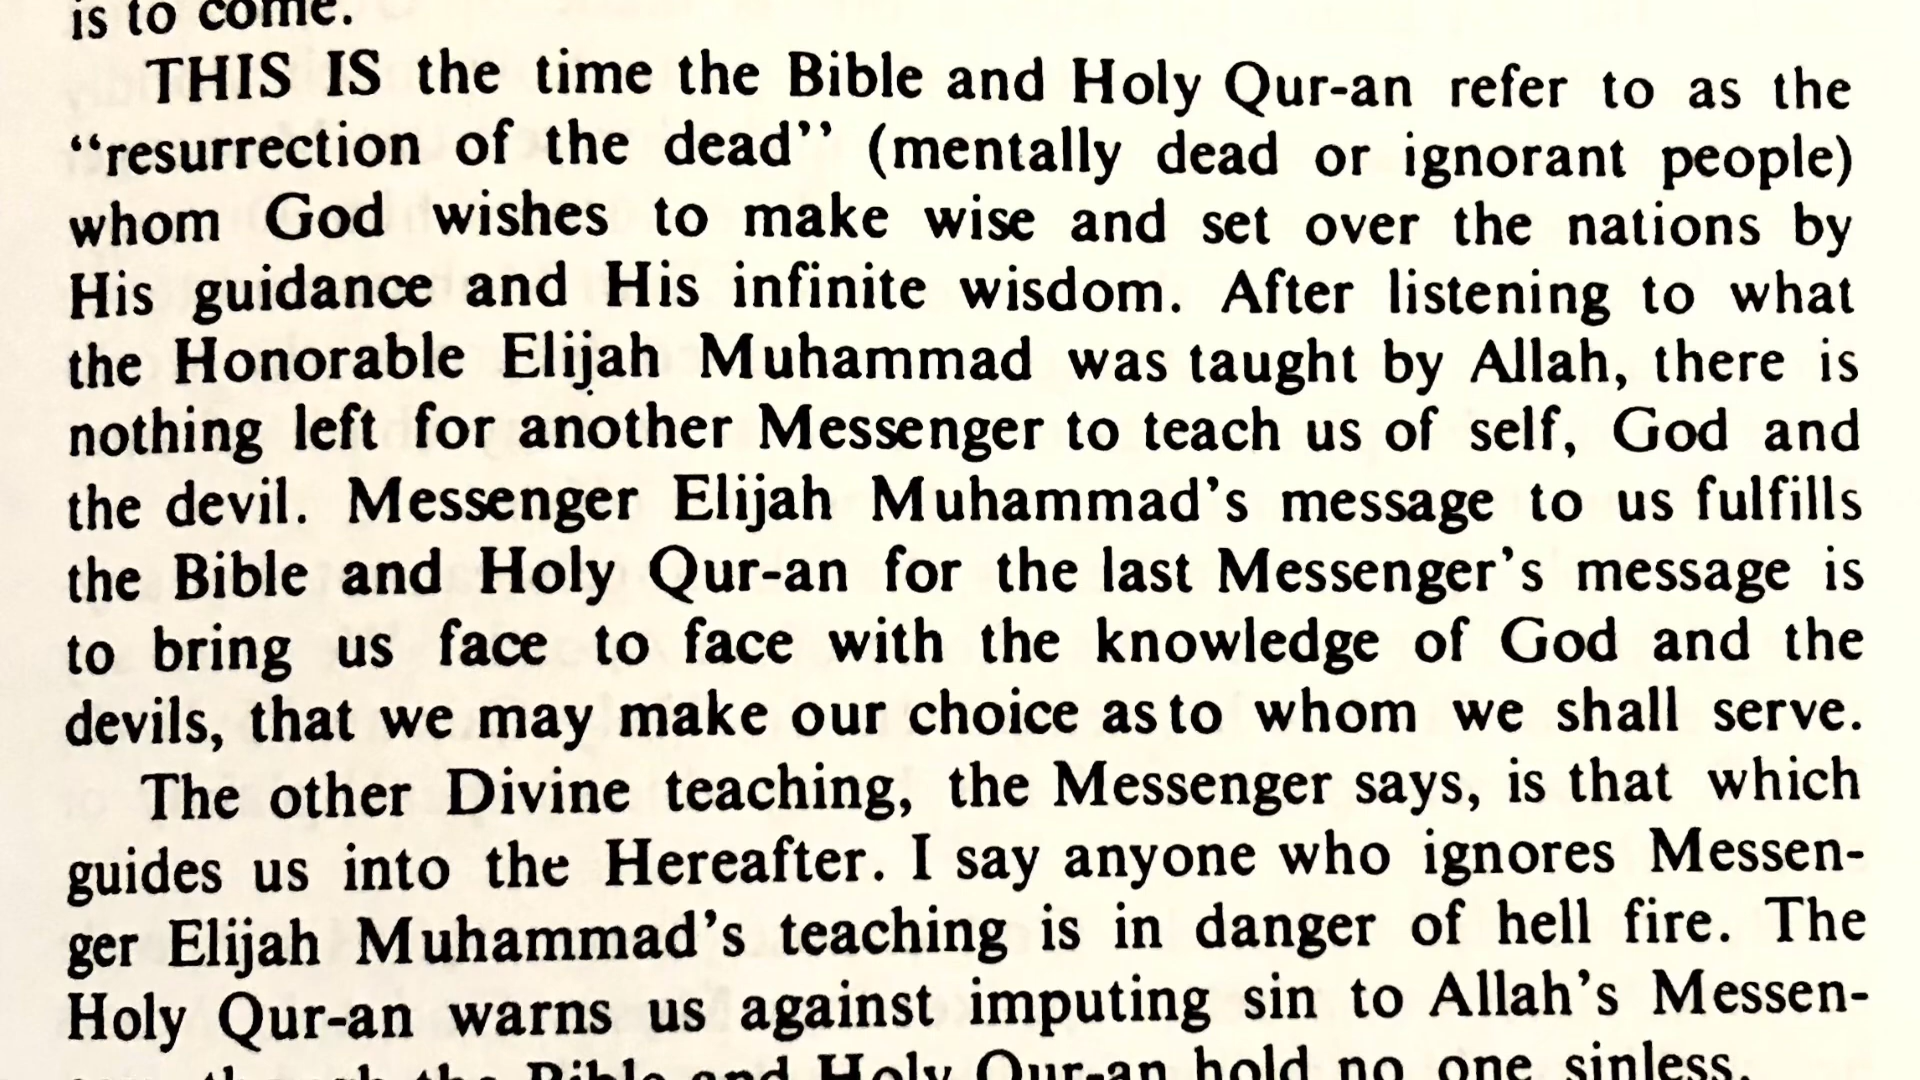 is to come.
THIS IS the time the Bible and Holy Qur-an refer to as the
“resurrection of the dead” (mentally dead or ignorant people)
whom God wishes to make wise and set over the nations by
His guidance and His infinite wisdom. After listening to what
the Honorable Elijah Muhammad was taught by Allah, there is
nothing left for another Messenger to teach us of self, God and
the devil. Messenger Elijah Muhammad’s message to us fulfills
the Bible and Holy Qur-an for the last Messenger’s message is
to bring us face to face with the knowledge of God and the
devils, that we may make our choice as to whom we shall serve.
The other Divine teaching, the Messenger says, is that which
guides us into the Hereafter. I say anyone who ignores Messen-
ger Elijah Muhammad’s teaching is in danger of hell fire. The
Holy Qur-an warns us against imputing sin to Allah’s Messen-
though the Bible and Holy Qur-an hold no one sinless.